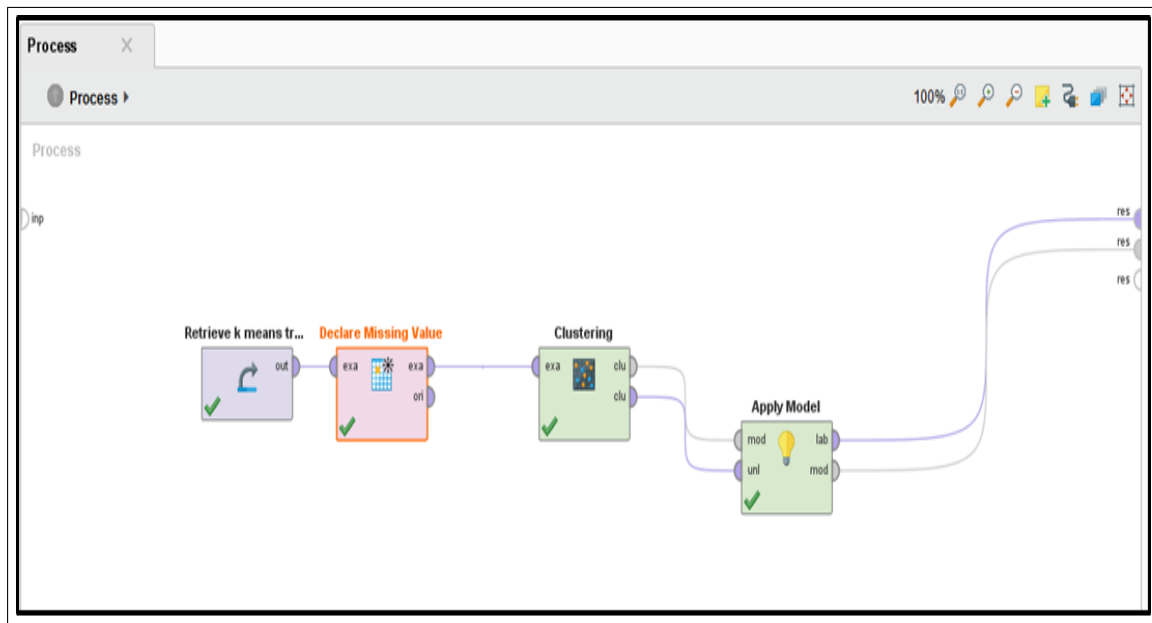 Process
Process
100%
Process
inp
res
res
res
Retrieve k means tr...
out
Declare Missing Value
exa
exa
ori
Clustering
exa
clu
clu
Apply Model
mod
lab
unl
mod